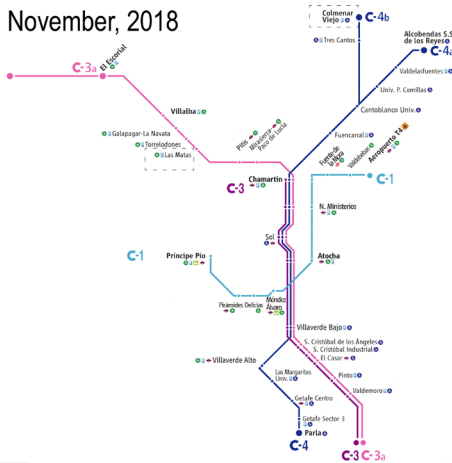 November, 2018
Colmenar
Viejo
C-4b
Tres Cantos
Alcobendas S.S
de los Reyes
C-4a
Valdelasfuentes
Univ. P. Comillas
Cantoblanco Univ.
Fuencarral
C-3a
El Escorial
Villalba
Galapagar-La Navata
Torrelodones
Las Matas
Pitis
Mirasierra-
Paco de Lucía
Fuente de
la Mora
Valdebebas
Aeropuerto T4
C-1
Chamartín
C-3
N. Ministerios
Sol
C-1
Príncipe Pío
Atocha
Pirámides
Delicias
Méndez
Álvaro
Villaverde Bajo
S. Cristóbal de los Ángeles
S. Cristóbal Industrial
El Casar
Villaverde Alto
Las Margaritas
Univ.
Pinto
Valdemoro
Getafe Centro
Getafe Sector 3
Parla
C-4
C-3
C-3a